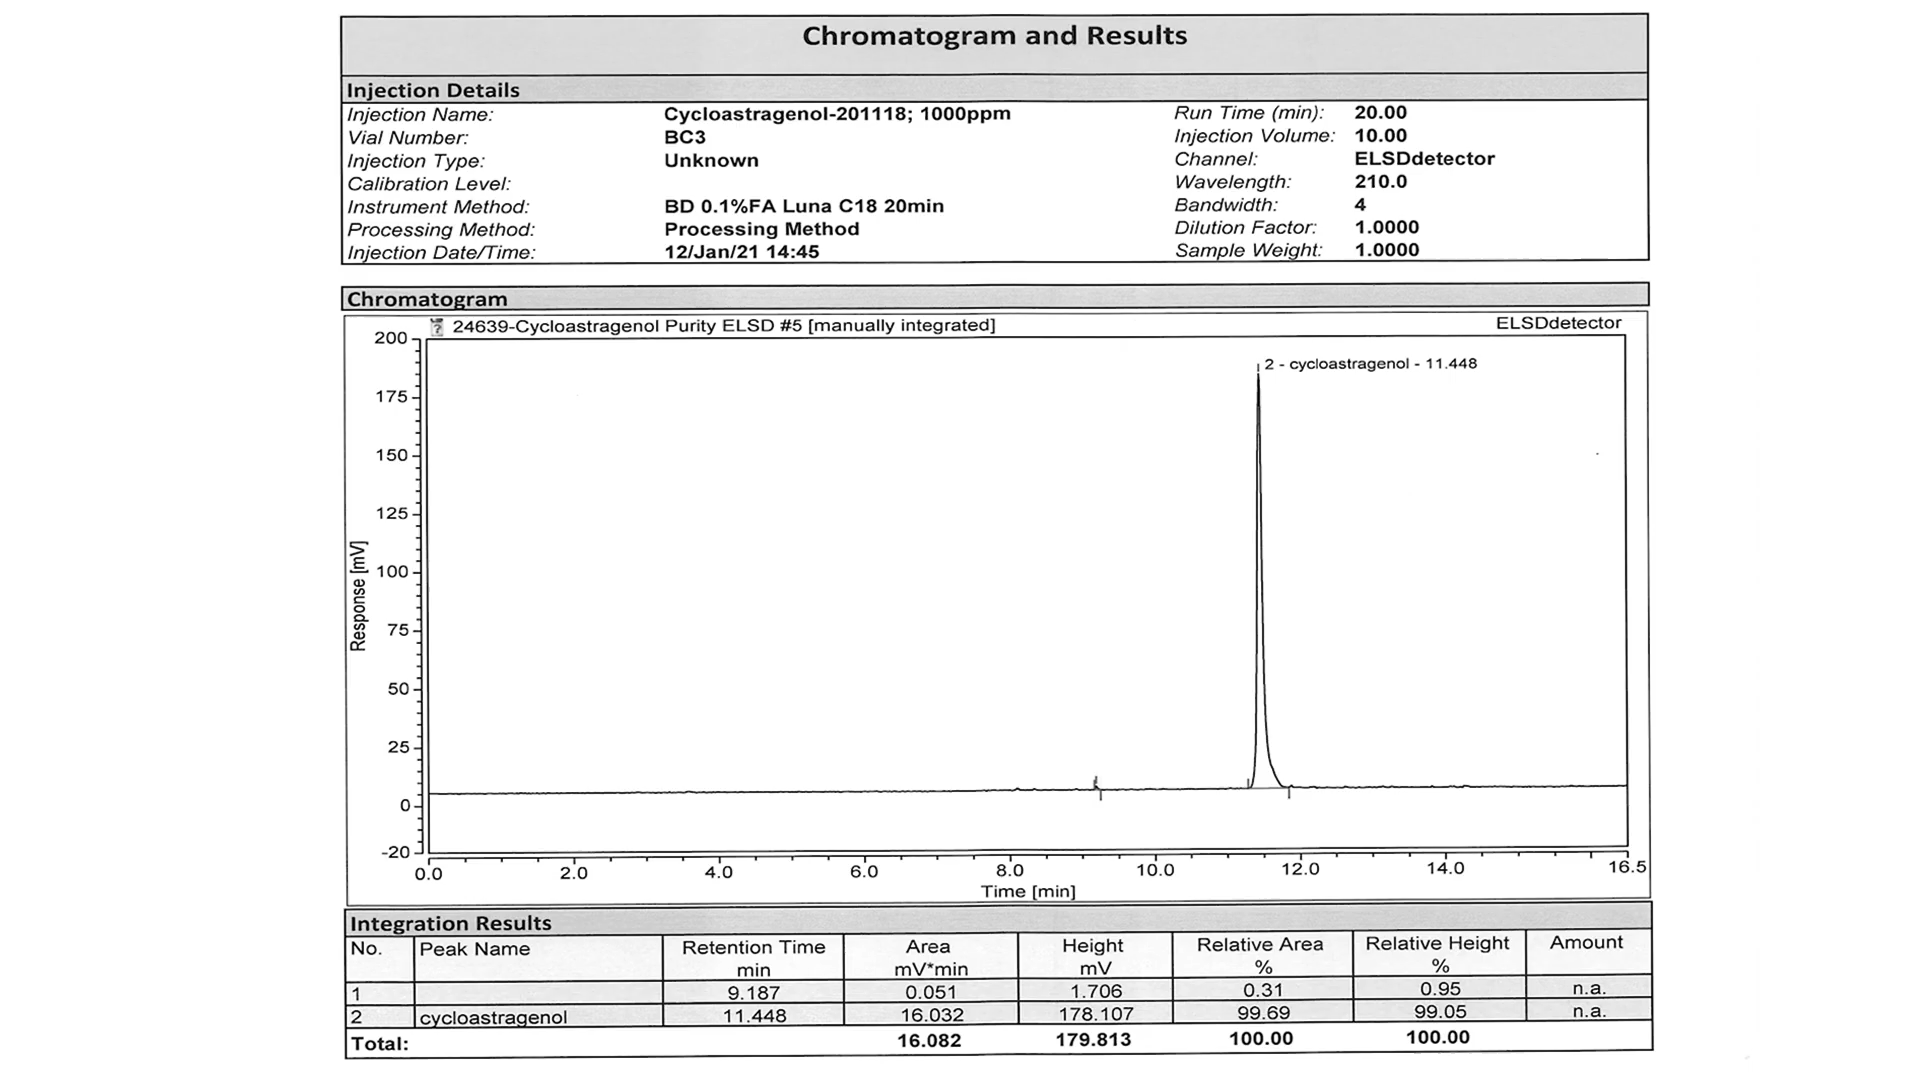 Chromatogram and Results
Injection Details
Injection Name: Cycloastragenol-201118; 1000ppm Run Time (min): 20.00
Vial Number: BC3 Injection Volume: 10.00
Injection Type: Unknown Channel: ELSDdetector
Calibration Level: Wavelength: 210.0
Instrument Method: BD 0.1%FA Luna C18 20min Bandwidth: 4
Processing Method: Processing Method Dilution Factor: 1.0000
Injection Date/Time: 12/Jan/21 14:45 Sample Weight: 1.0000
Chromatogram
24639-Cycloastragenol Purity ELSD #5 [manually integrated] ELSDdetector
200
2 - cycloastragenol - 11.448
175
150
125
100
75
50
25
0
-20
Response [mV]
0.0 2.0 4.0 6.0 8.0 10.0 12.0 14.0 16.5
Time [min]
Integration Results
No. Peak Name Retention Time Area Height Relative Area Relative Height Amount
min mV*min mV % %
1 9.187 0.051 1.706 0.31 0.95 n.a.
2 cycloastragenol 11.448 16.032 178.107 99.69 99.05 n.a.
Total: 16.082 179.813 100.00 100.00